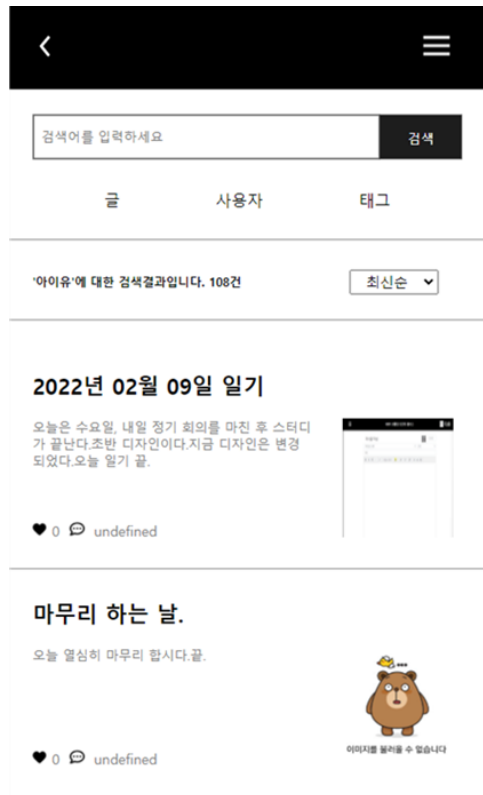 검색어를 입력하세요
검색
글 사용자 태그
'아이유'에 대한 검색결과입니다. 108건
최신순
2022년 02월 09일 일기
오늘은 수요일, 내일 정기 회의를 마친 후 스터디
가 끝난다.조반 디자인이다.지금 디자인은 변경
되었다.오늘 일기 끝.
0 undefined
마무리 하는 날.
오늘 열심히 마무리 합시다.끝.
이미지를 불러올 수 없습니다
0 undefined